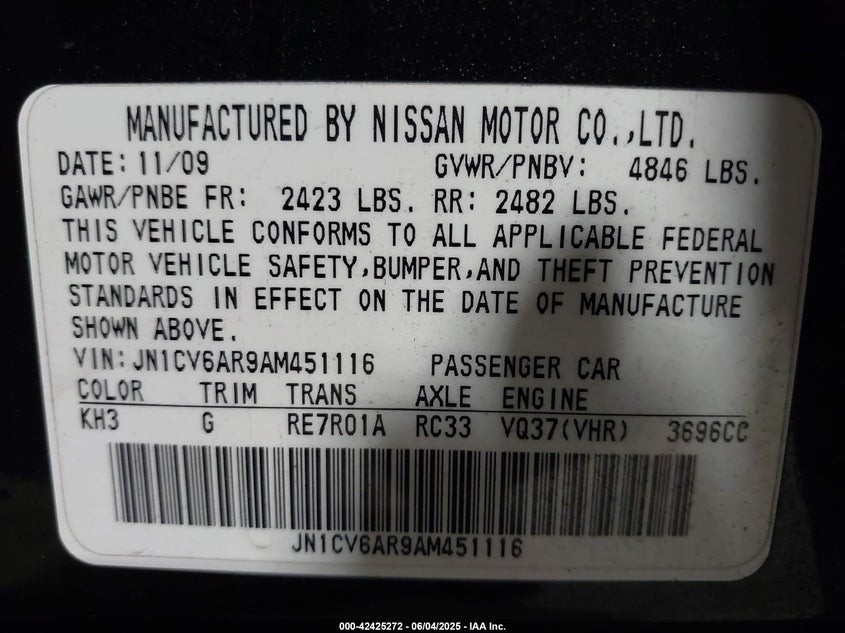 MANUFACTURED BY NISSAN MOTOR CO.,LTD.
DATE: 11/09 GVWR/PNBV: 4846 LBS.
GAWR/PNBE FR: 2423 LBS. RR: 2482 LBS.
THIS VEHICLE CONFORMS TO ALL APPLICABLE FEDERAL
MOTOR VEHICLE SAFETY,BUMPER,AND THEFT PREVENTION
STANDARDS IN EFFECT ON THE DATE OF MANUFACTURE
SHOWN ABOVE.
VIN:JN1CV6AR9AM451116 PASSENGER CAR
COLOR TRIM TRANS AXLE ENGINE
KH3 G RE7R01A RC33 VQ37(VHR) 3696CC
JN1CV6AR9AM451116
000-42425272 - 06/04/2025 - IAA Inc.